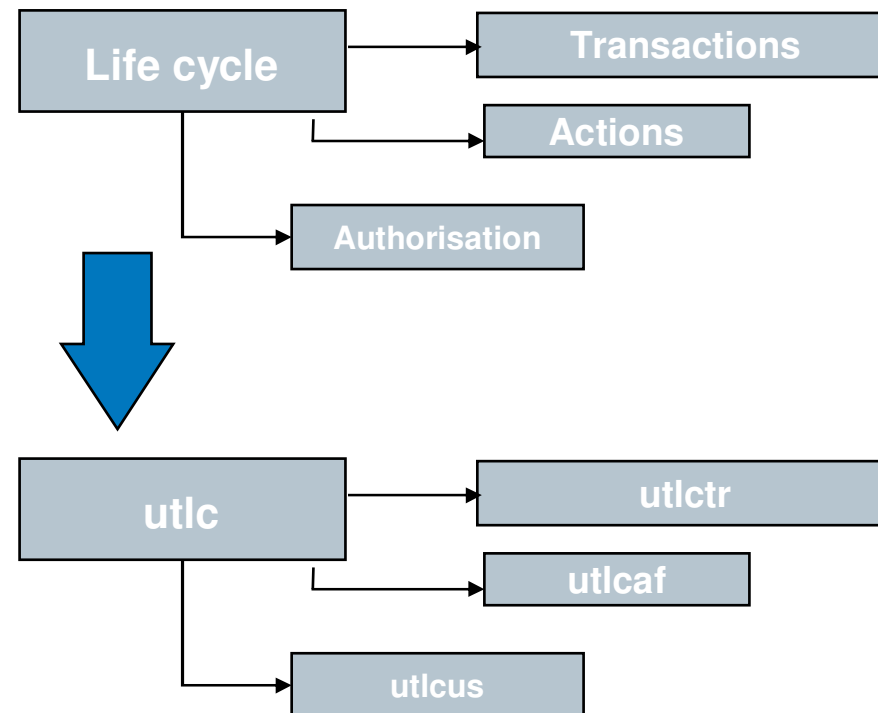 Life cycle
Transactions
Actions
Authorisation
utlc
utlctr
utlcaf
utlcus